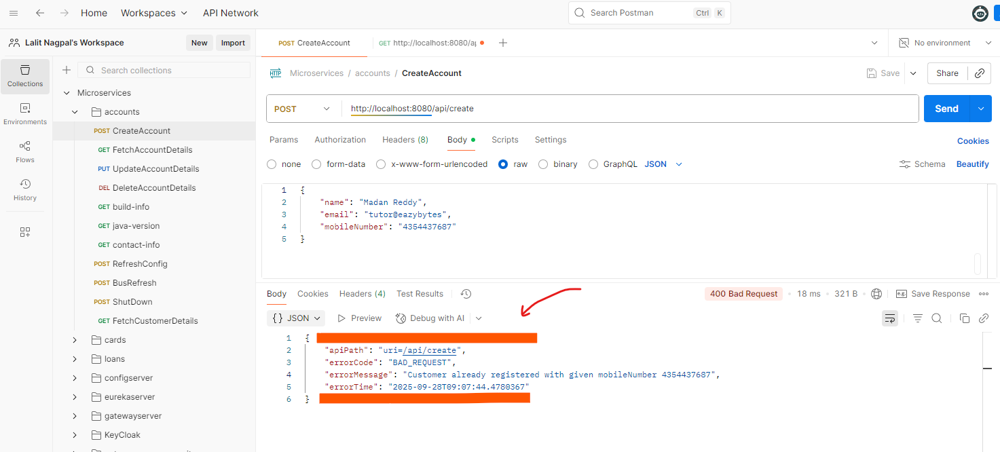 Home Workspaces API Network Search Postman Ctrl K
Lalit Nagpal's Workspace New Import
POST CreateAccount GET http://localhost:8080/ap No environment
Collections
Environments
Flows
History
Search collections
Microservices
accounts
POST CreateAccount
GET FetchAccountDetails
PUT UpdateAccountDetails
DEL DeleteAccountDetails
GET build-info
GET java-version
GET contact-info
POST RefreshConfig
POST BusRefresh
POST ShutDown
GET FetchCustomerDetails
cards
loans
configserver
eurekaserver
gatewayserver
KeyCloak
HTTP Microservices / accounts / CreateAccount Save Share
POST http://localhost:8080/api/create Send
Params Authorization Headers (8) Body Scripts Settings Cookies
none form-data x-www-form-urlencoded raw binary GraphQL JSON Schema Beautify
1 {
2 "name": "Madan Reddy",
3 "email": "tutor@eazybytes",
4 "mobileNumber": "4354437687"
5 }
Body Cookies Headers (4) Test Results 400 Bad Request 18 ms 321 B Save Response
{} JSON Preview Debug with AI
1 {
2 "apiPath": "uri=/api/create",
3 "errorCode": "BAD_REQUEST",
4 "errorMessage": "Customer already registered with given mobileNumber 4354437687",
5 "errorTime": "2025-09-28T09:07:44.4780367"
6 }